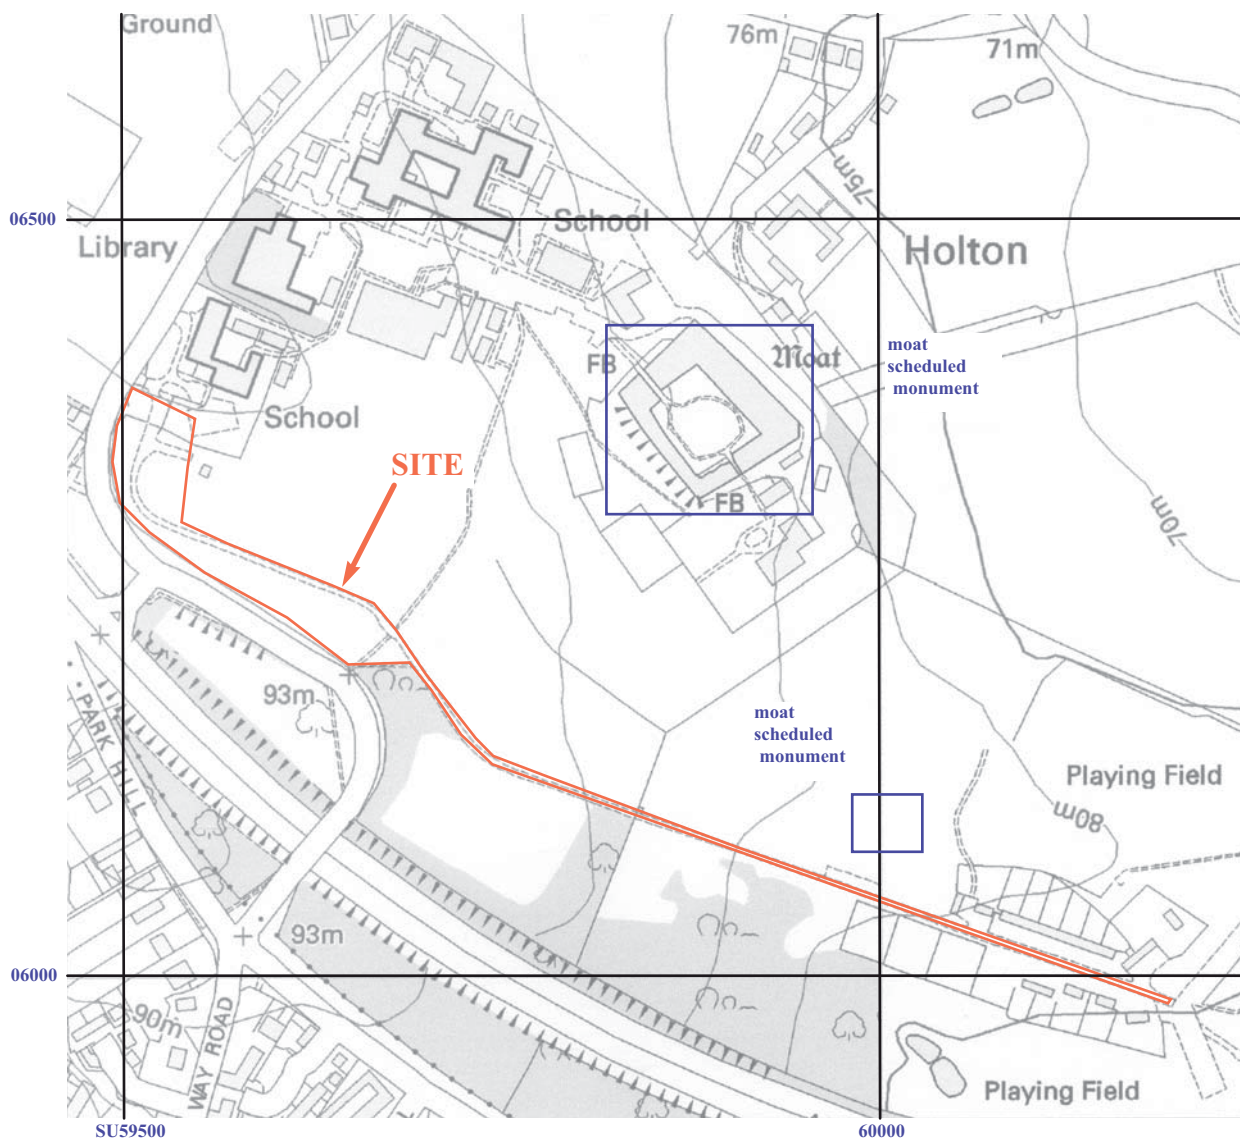 Ground
76m
71m
75m
06500
School
Library
Holton
Moat
moat
scheduled
monument
FB
School
SITE
FB
70m
93m
PARK HILL
moat
scheduled
monument
Playing Field
80m
93m
06000
90m
WAY ROAD
Playing Field
SU59500
60000